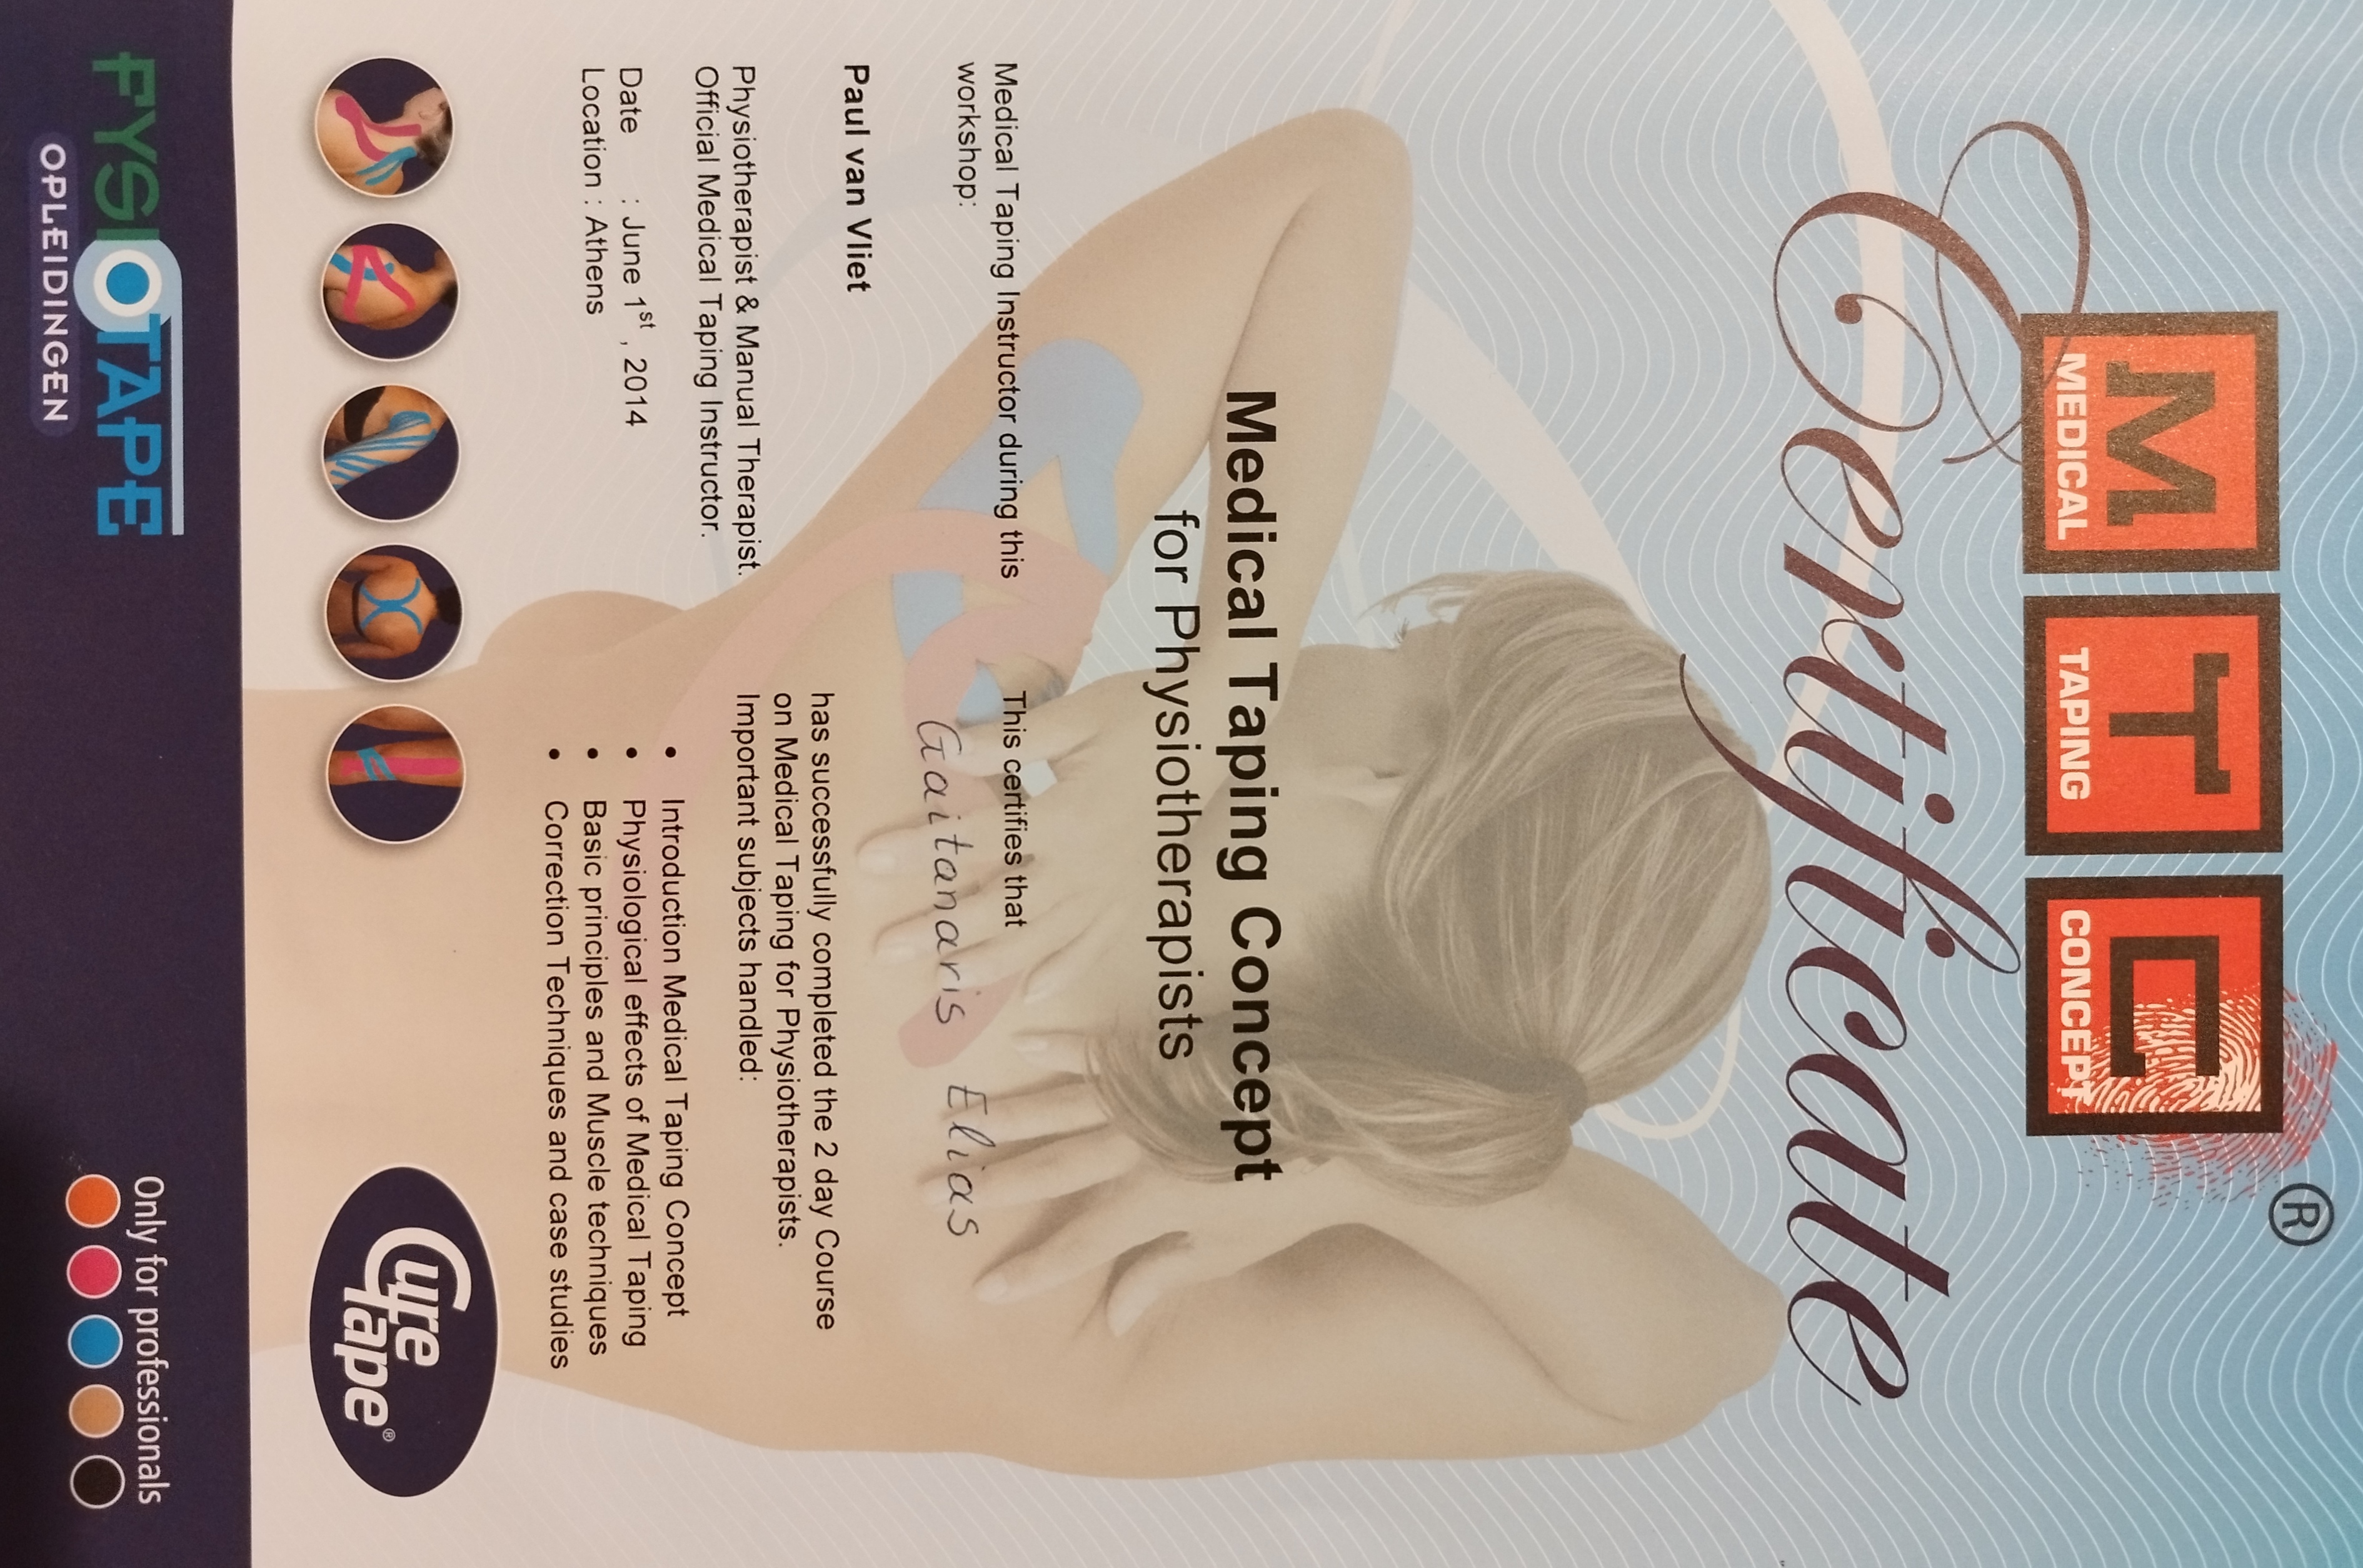 M T C ®
MEDICAL TAPING CONCEPT
Certificate
Medical Taping Concept
for Physiotherapists
Medical Taping Instructor during this
workshop:
Paul van Vliet
Physiotherapist & Manual Therapist.
Official Medical Taping Instructor.
Date : June 1st , 2014
Location : Athens
This certifies that
Gaitanaris Elias
has successfully completed the 2 day Course
on Medical Taping for Physiotherapists.
Important subjects handled:
• Introduction Medical Taping Concept
• Physiological effects of Medical Taping
• Basic principles and Muscle techniques
• Correction Techniques and case studies
Cure
Tape®
FYSIOTAPE
OPLEIDINGEN
Only for professionals